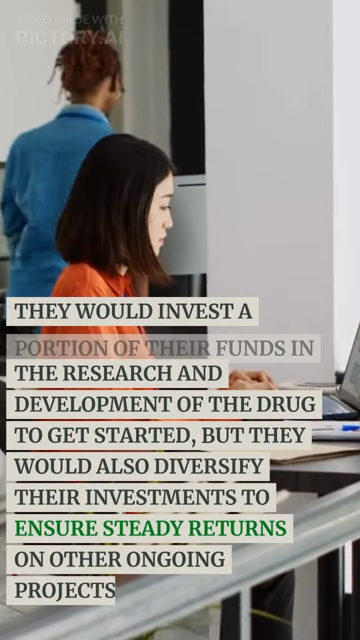 VIDEO MADE WITH
PICTORY.AI
THEY WOULD INVEST A
PORTION OF THEIR FUNDS IN
THE RESEARCH AND
DEVELOPMENT OF THE DRUG
TO GET STARTED, BUT THEY
WOULD ALSO DIVERSIFY
THEIR INVESTMENTS TO
ENSURE STEADY RETURNS
ON OTHER ONGOING
PROJECTS